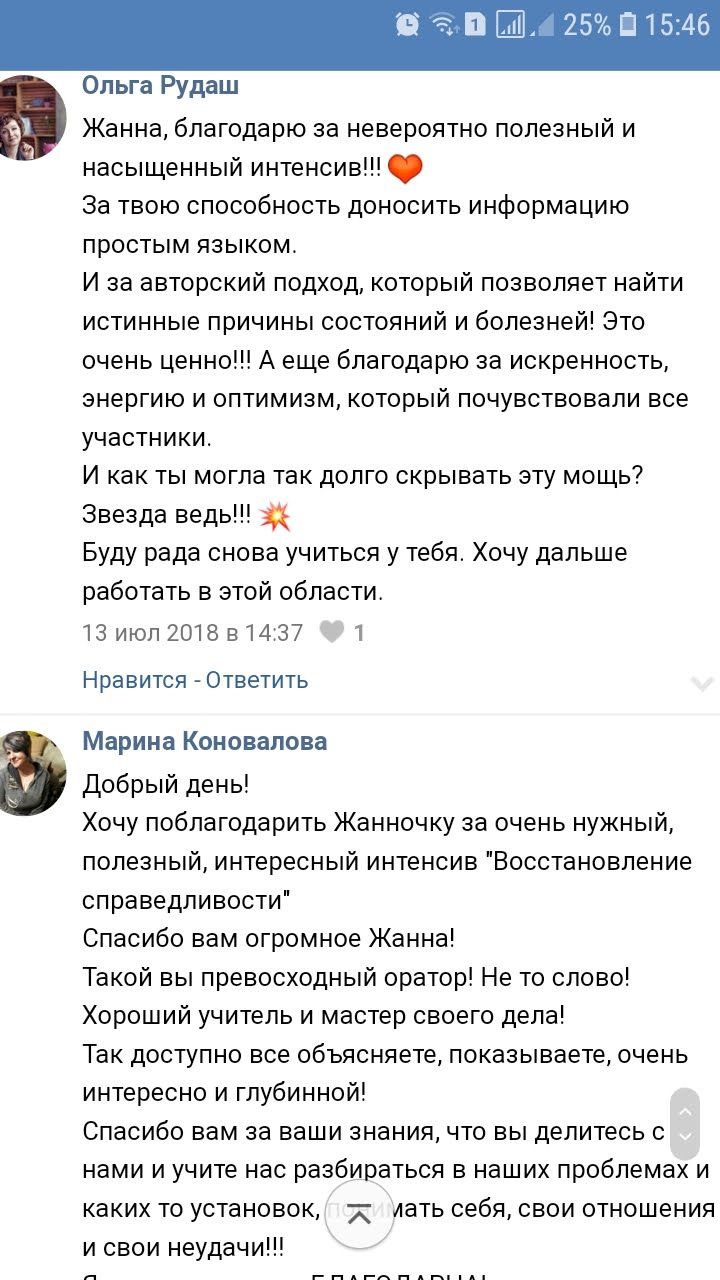 1 25% 15:46
Ольга Рудаш
Жанна, благодарю за невероятно полезный и
насыщенный интенсив!!!
За твою способность доносить информацию
простым языком.
И за авторский подход, который позволяет найти
истинные причины состояний и болезней! Это
очень ценно!!! А еще благодарю за искренность,
энергию и оптимизм, который почувствовали все
участники.
И как ты могла так долго скрывать эту мощь?
Звезда ведь!!!
Буду рада снова учиться у тебя. Хочу дальше
работать в этой области.
13 июл 2018 в 14:37 1
Нравится - Ответить
Марина Коновалова
Добрый день!
Хочу поблагодарить Жанночку за очень нужный,
полезный, интересный интенсив "Восстановление
справедливости"
Спасибо вам огромное Жанна!
Такой вы превосходный оратор! Не то слово!
Хороший учитель и мастер своего дела!
Так доступно все объясняете, показываете, очень
интересно и глубинной!
Спасибо вам за ваши знания, что вы делитесь с
нами и учите нас разбираться в наших проблемах и
каких то установок, понимать себя, свои отношения
и свои неудачи!!!